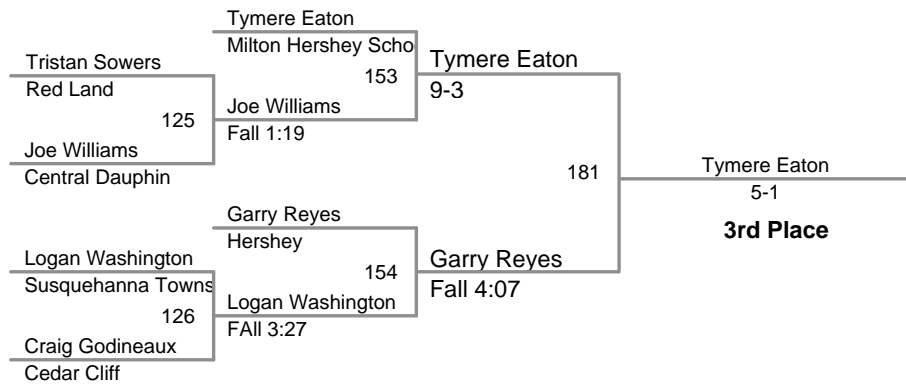 Tymere Eaton
Milton Hershey Scho
Tristan Sowers
Red Land
153
Tymere Eaton
9-3
125
Joe Williams
Fall 1:19
Joe Williams
Central Dauphin
181
Tymere Eaton
5-1
3rd Place
Garry Reyes
Hershey
Logan Washington
Susquehanna Towns
154
Garry Reyes
Fall 4:07
126
Logan Washington
FAll 3:27
Craig Godineaux
Cedar Cliff